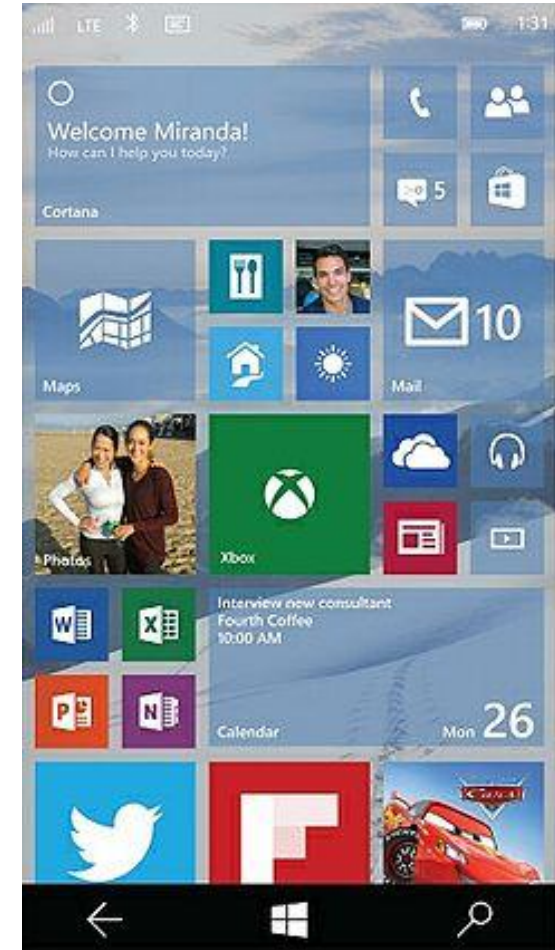 LTE
1:31
Welcome Miranda!
How can I help you today?
Cortana
5
10
Maps
Mail
Photos
Xbox
W
X
Interview new consultant
Fourth Coffee
10:00 AM
P
N
Calendar
Mon 26
Cars